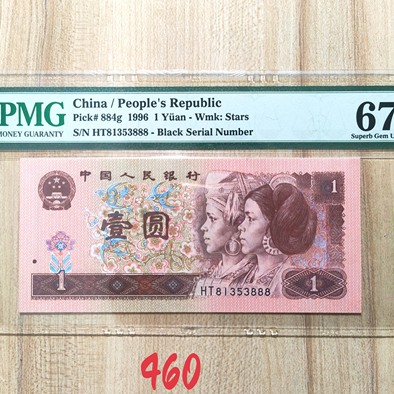 PMG
MONEY GUARANTY
China / People's Republic
Pick# 884g 1996 1 Yüan - Wmk: Stars
S/N HT81353888 - Black Serial Number
67
Superb Gem U
中国人民银行
1
壹圆
1
HT81353888
1
460